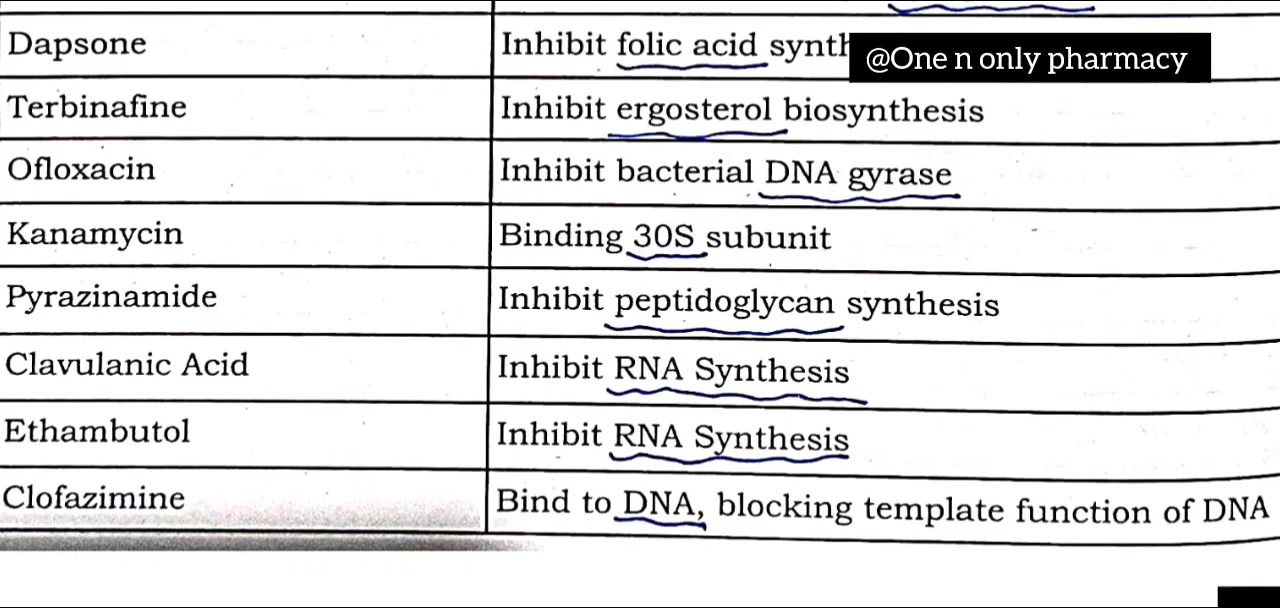 Dapsone Inhibit folic acid
@One n only pharmacy
Terbinafine Inhibit ergosterol biosynthesis
Ofloxacin Inhibit bacterial DNA gyrase
Kanamycin Binding 30S subunit
Pyrazinamide Inhibit peptidoglycan synthesis
Clavulanic Acid Inhibit RNA Synthesis
Ethambutol Inhibit RNA Synthesis
Clofazimine Bind to DNA, blocking template function of DNA